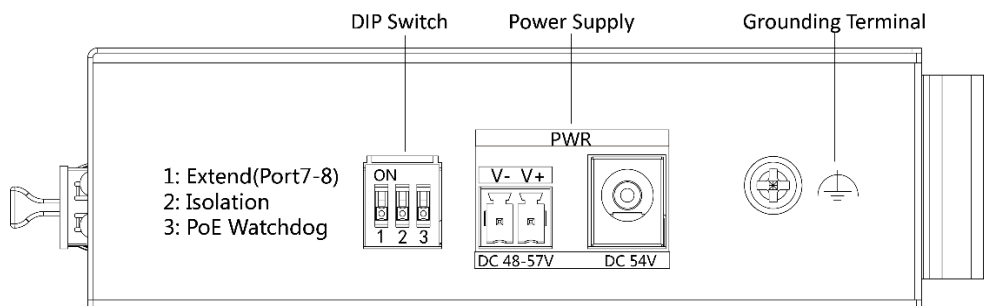 DIP Switch
Power Supply
Grounding Terminal
PWR
1: Extend(Port7-8)
2: Isolation
3: PoE Watchdog
ON
1 2 3
V- V+
DC 48-57V
DC 54V